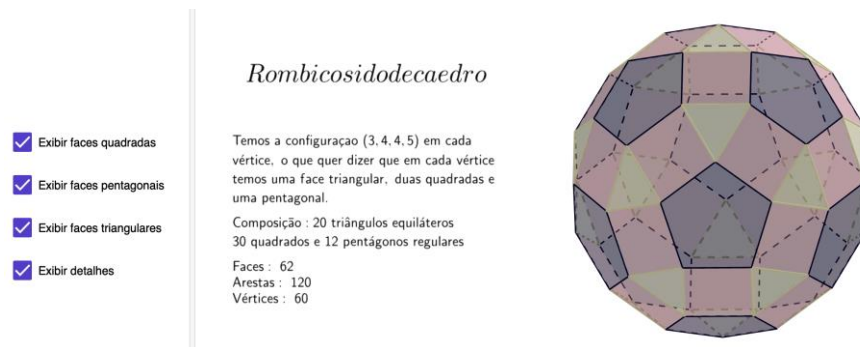 Rombicosidodecaedro
Exibir faces quadradas
Exibir faces pentagonais
Exibir faces triangulares
Exibir detalhes
Temos a configuraçao (3, 4, 4, 5) em cada
vértice, o que quer dizer que em cada vértice
temos uma face triangular, duas quadradas e
uma pentagonal.
Composição : 20 triângulos equiláteros
30 quadrados e 12 pentágonos regulares
Faces : 62
Arestas : 120
Vértices : 60